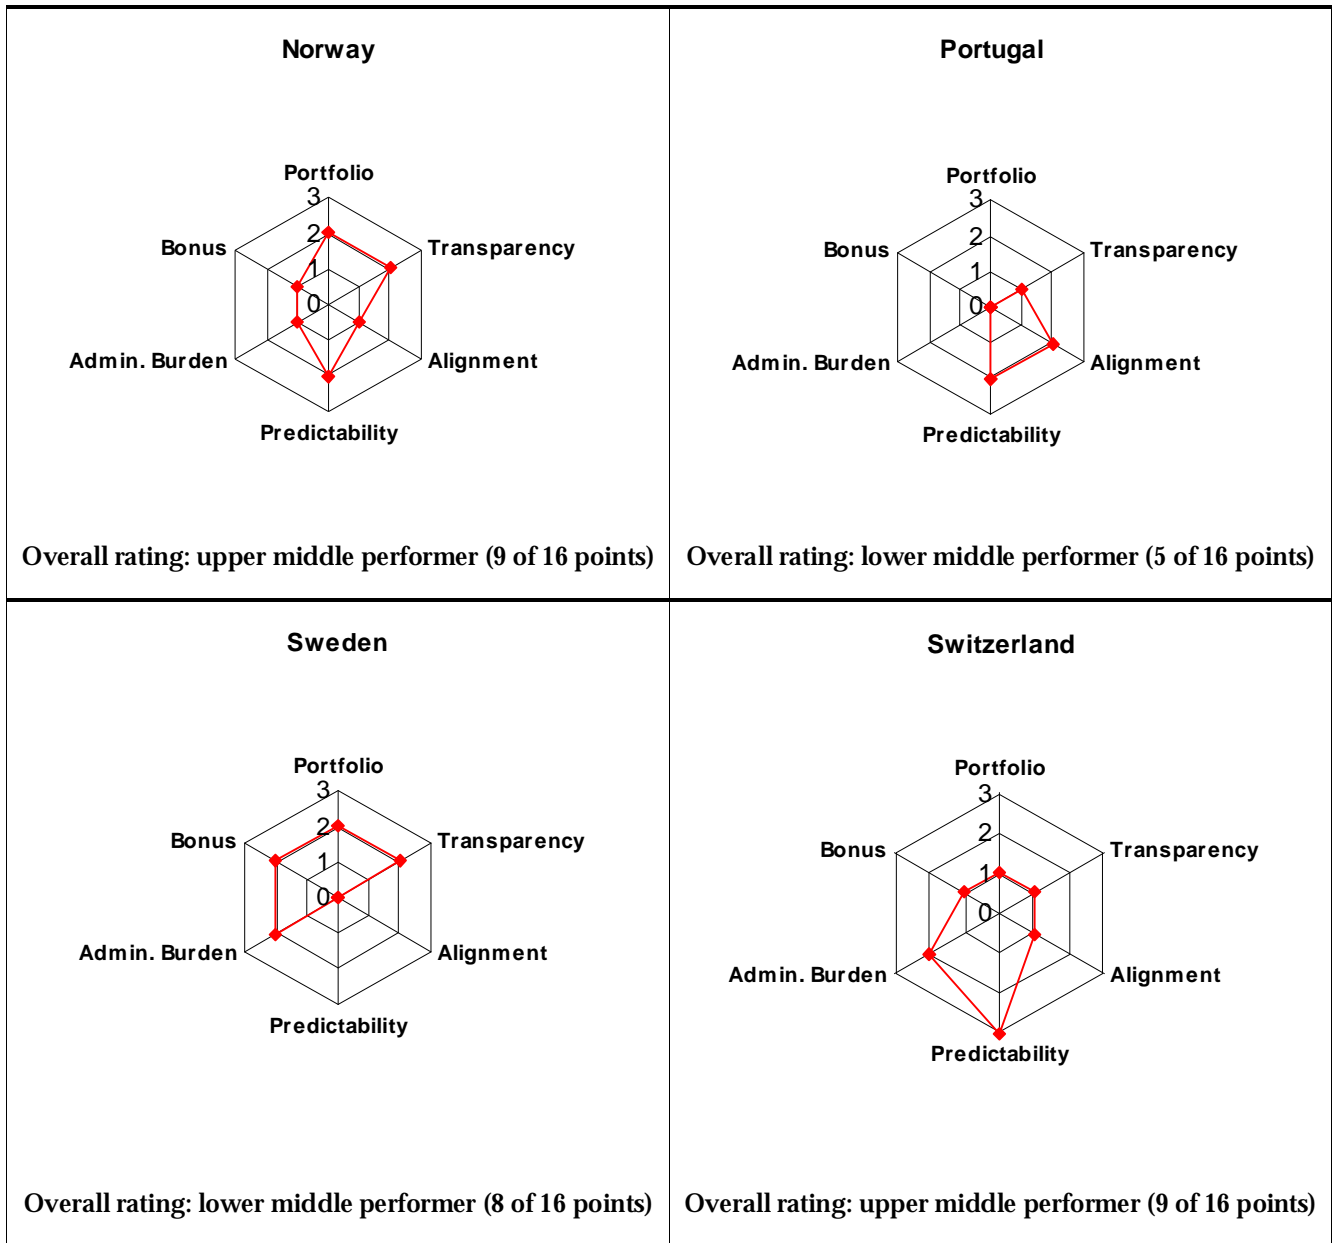 Norway
Portfolio
3
2
1
0
Bonus
Transparency
Admin. Burden
Alignment
Predictability
Overall rating: upper middle performer (9 of 16 points)
Portugal
Portfolio
3
2
1
0
Bonus
Transparency
Admin. Burden
Alignment
Predictability
Overall rating: lower middle performer (5 of 16 points)
Sweden
Portfolio
3
2
1
0
Bonus
Transparency
Admin. Burden
Alignment
Predictability
Overall rating: lower middle performer (8 of 16 points)
Switzerland
Portfolio
3
2
1
0
Bonus
Transparency
Admin. Burden
Alignment
Predictability
Overall rating: upper middle performer (9 of 16 points)